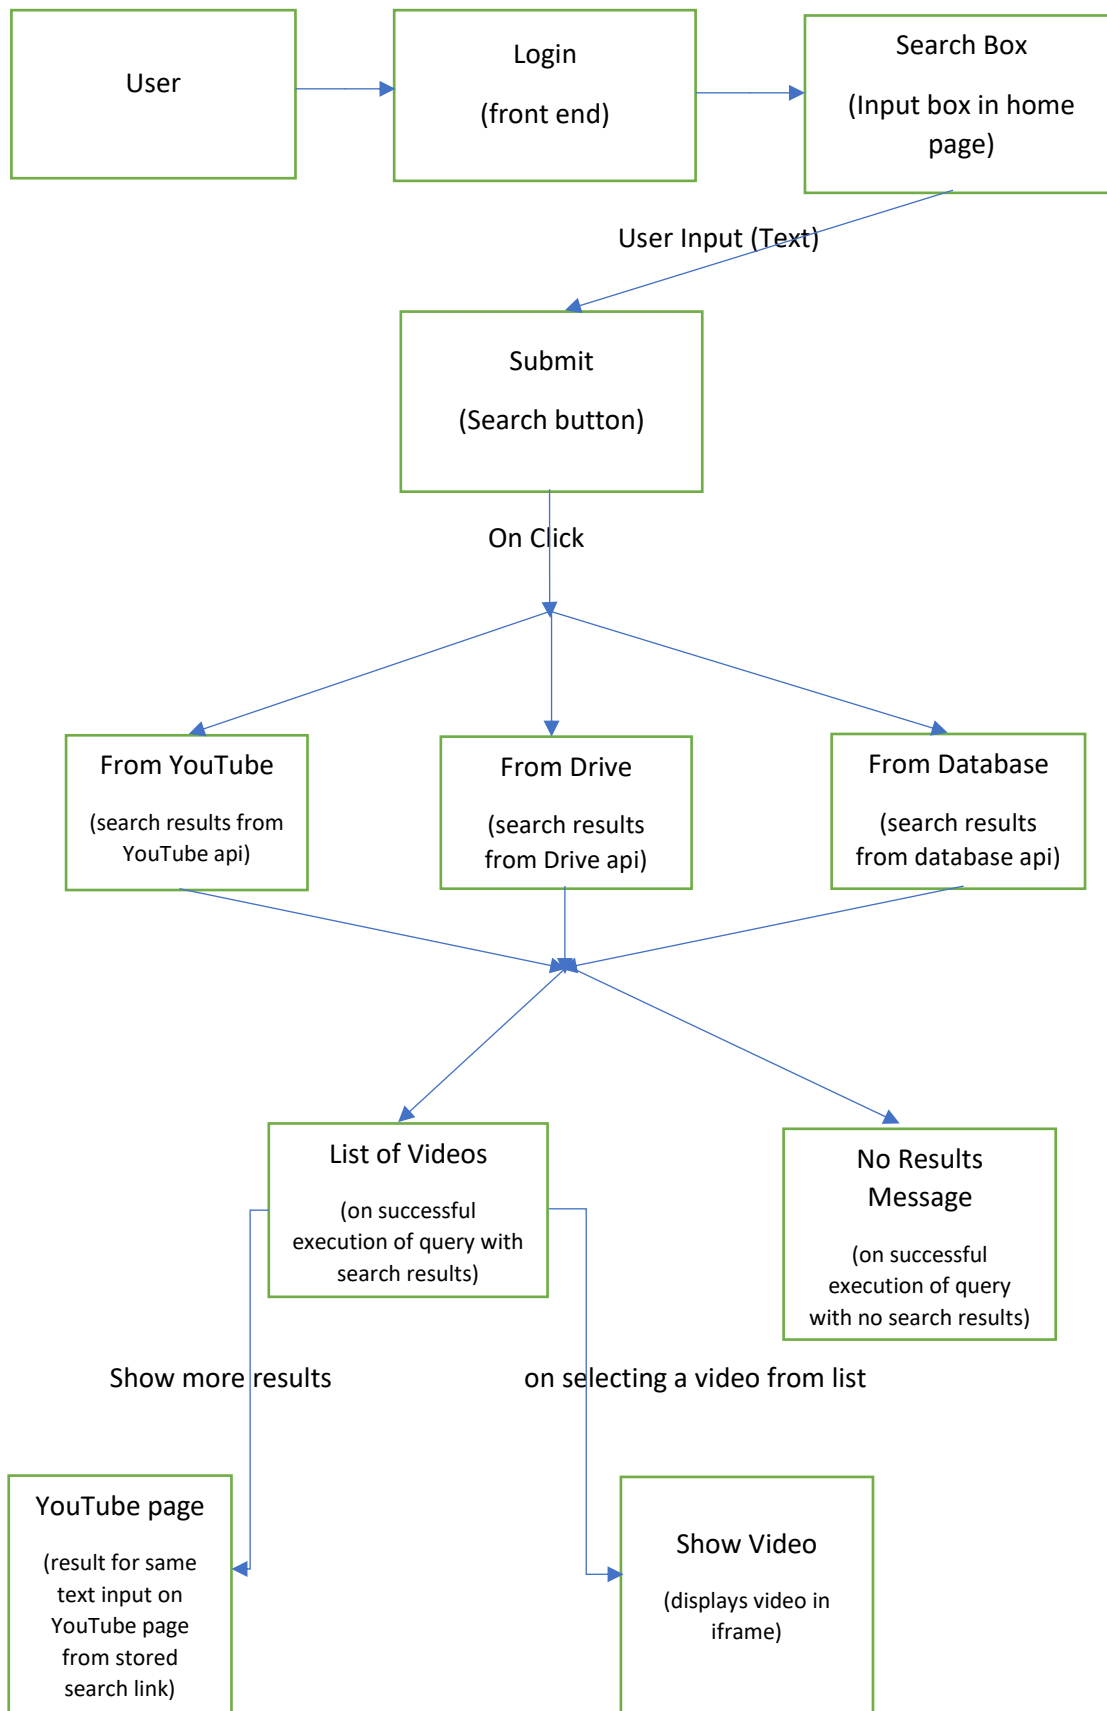 User
Login
(front end)
Search Box
(Input box in home
page)
User Input (Text)
Submit
(Search button)
On Click
From YouTube
(search results from
YouTube api)
From Drive
(search results
from Drive api)
From Database
(search results
from database api)
List of Videos
(on successful
execution of query with
search results)
No Results
Message
(on successful
execution of query
with no search results)
Show more results
on selecting a video from list
YouTube page
(result for same
text input on
YouTube page
from stored
search link)
Show Video
(displays video in
iframe)